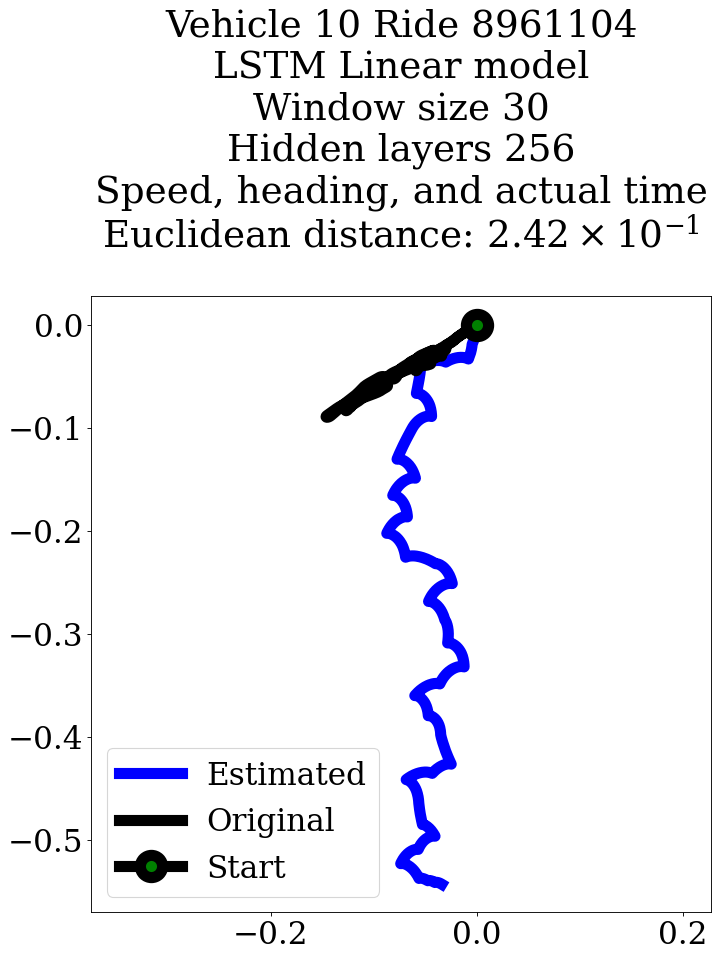 Vehicle 10 Ride 8961104
LSTM Linear model
Window size 30
Hidden layers 256
Speed, heading, and actual time
Euclidean distance: 2.42 × 10⁻¹
0.0
−0.1
−0.2
−0.3
−0.4
−0.5
Estimated
Original
Start
−0.2 0.0 0.2